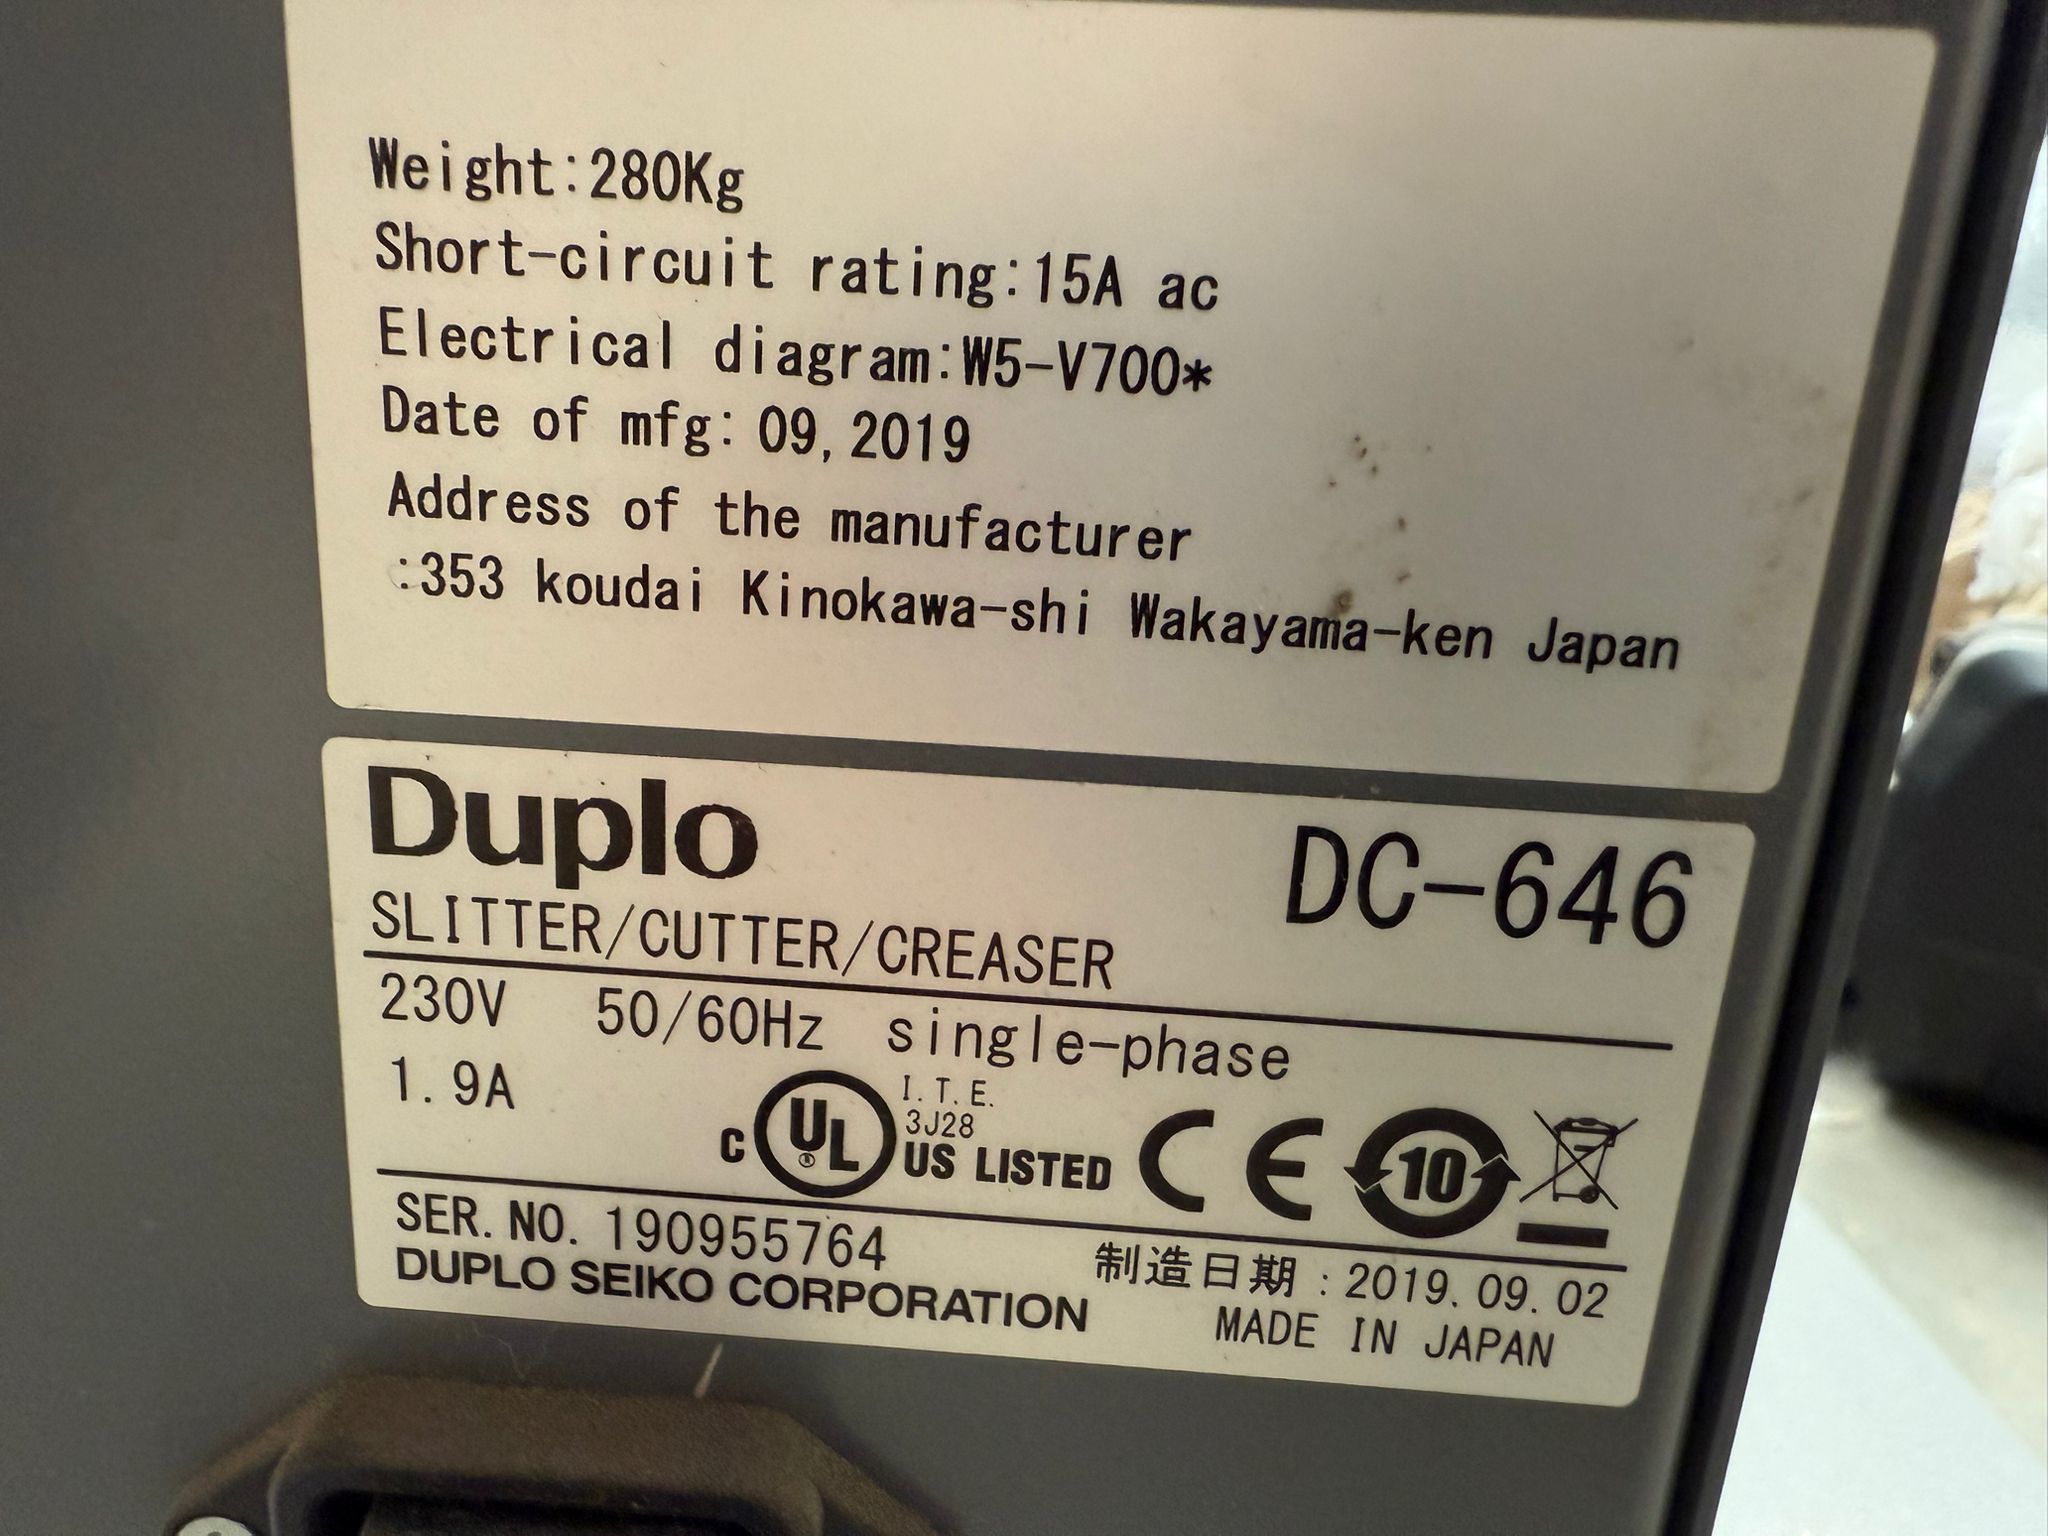 Weight:280Kg
Short-circuit rating:15A ac
Electrical diagram:W5-V700*
Date of mfg: 09,2019
Address of the manufacturer
:353 koudai Kinokawa-shi Wakayama-ken Japan
Duplo
DC-646
SLITTER/CUTTER/CREASER
230V 50/60Hz single-phase
1.9A
I.T.E.
3J28
C UL ® US LISTED CE 10
SER.NO. 190955764
制造日期:2019.09.02
DUPLO SEIKO CORPORATION
MADE IN JAPAN